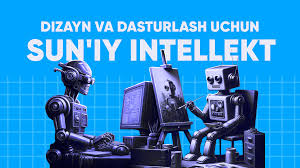 DIZAYN VA DASTURLASH UCHUN
SUN'IY INTELLEKT